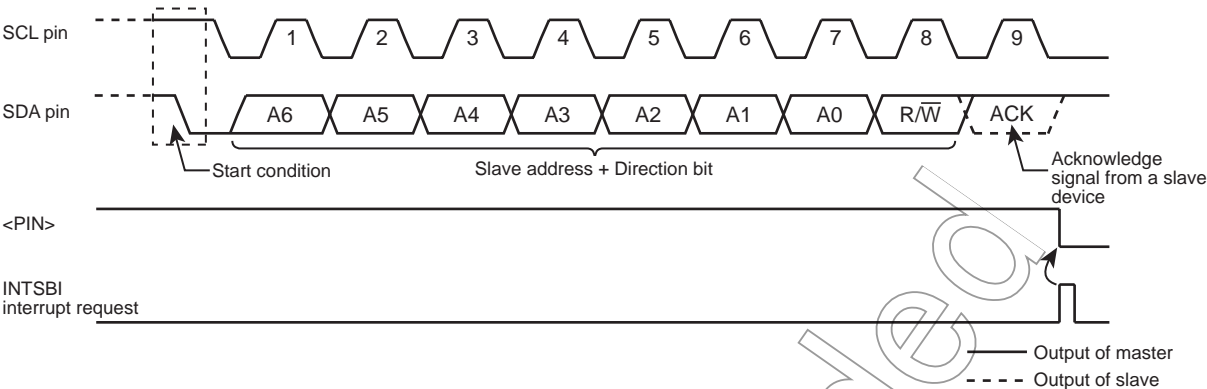 SCL pin
1 2 3 4 5 6 7 8 9
SDA pin
A6 A5 A4 A3 A2 A1 A0 R/W̅ ACK
Start condition
Slave address + Direction bit
Acknowledge
signal from a slave
device
<PIN>
INTSBI
interrupt request
Output of master
Output of slave